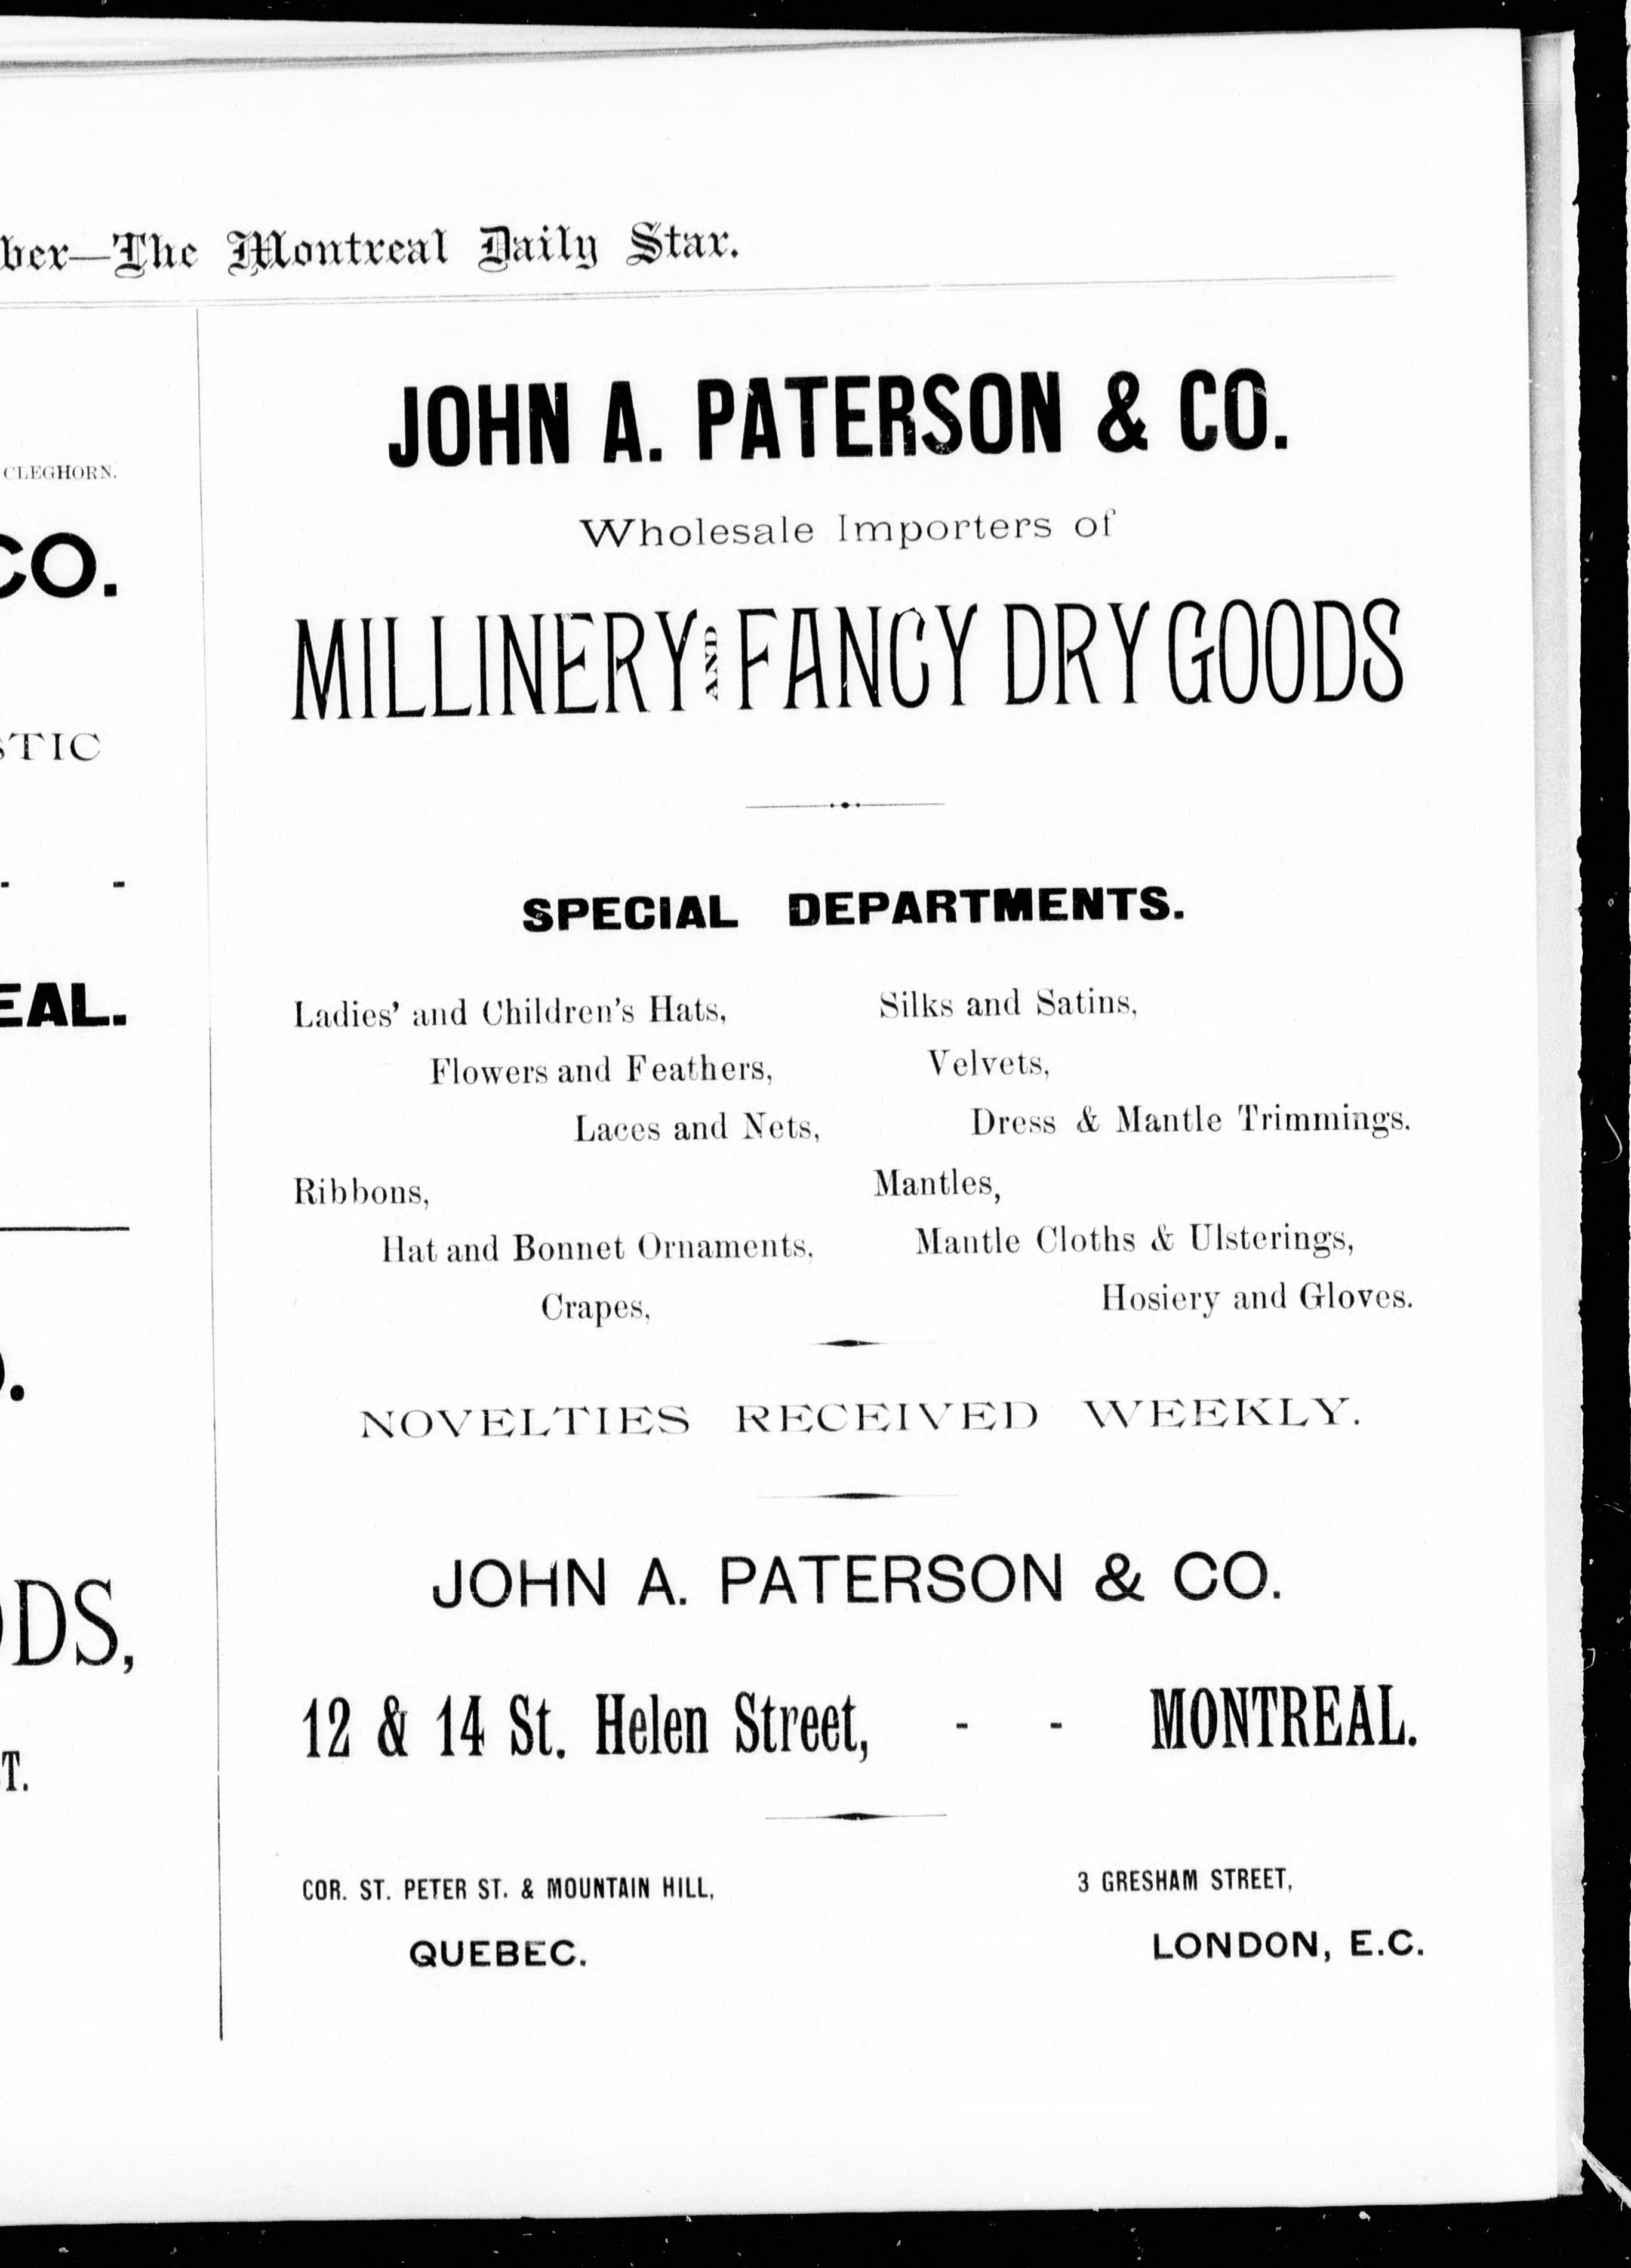 ber—The Montreal Daily Star.
CLEGHORN.
CO.
STIC
- -
EAL.
DS,
T.
JOHN A. PATERSON & CO.
Wholesale Importers of
MILLINERY AND FANCY DRY GOODS
SPECIAL DEPARTMENTS.
Ladies' and Children's Hats,
Flowers and Feathers,
Laces and Nets,
Ribbons,
Hat and Bonnet Ornaments,
Crapes,
Silks and Satins,
Velvets,
Dress & Mantle Trimmings.
Mantles,
Mantle Cloths & Ulsterings,
Hosiery and Gloves.
NOVELTIES RECEIVED WEEKLY.
JOHN A. PATERSON & CO.
12 & 14 St. Helen Street, - - MONTREAL.
COR. ST. PETER ST. & MOUNTAIN HILL,
QUEBEC.
3 GRESHAM STREET,
LONDON, E.C.